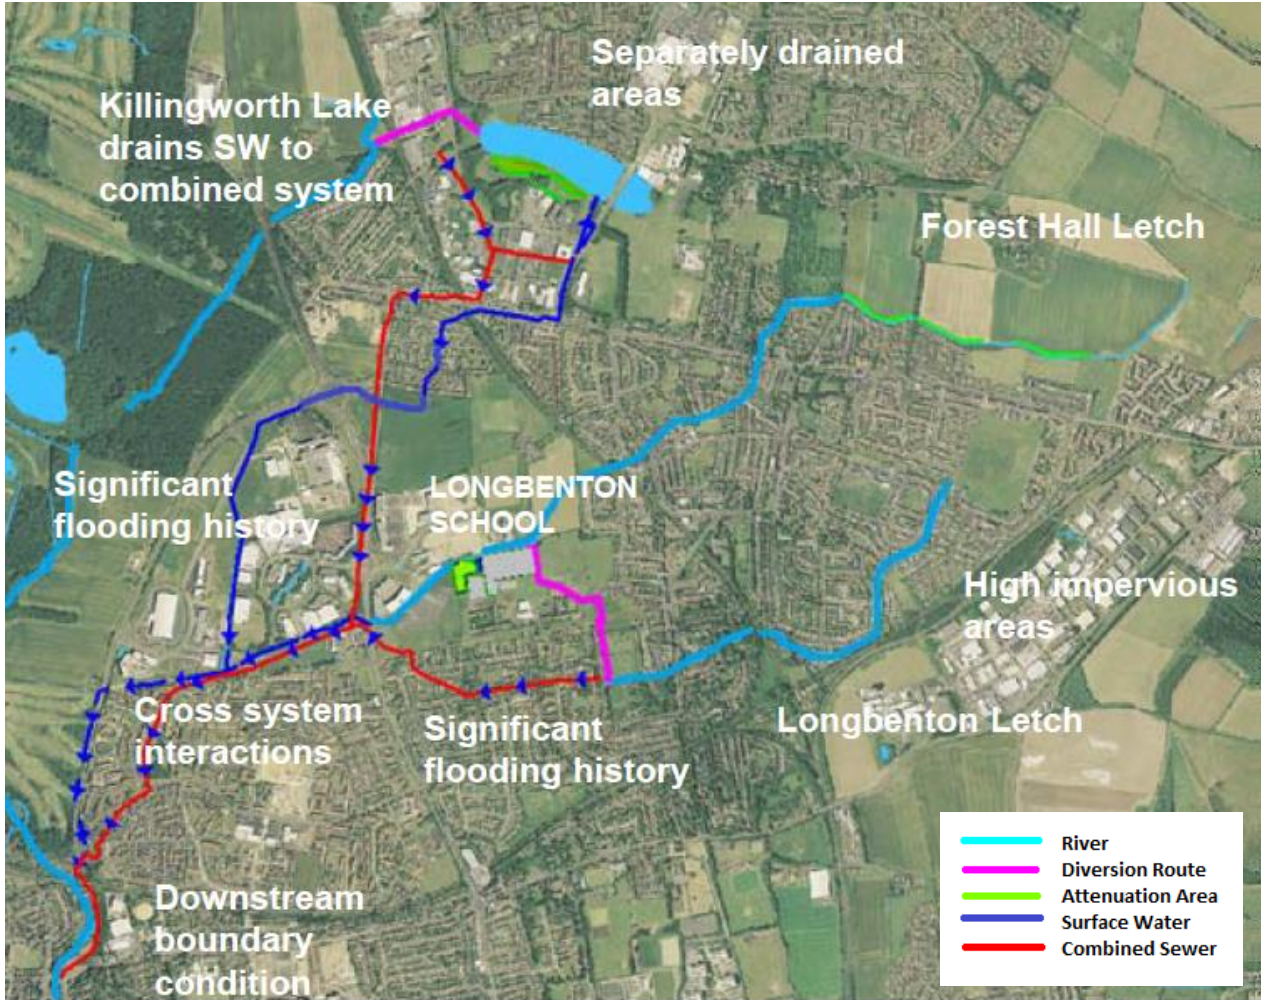 Separately drained
areas
Killingworth Lake
drains SW to
combined system
Forest Hall Letch
Significant
flooding history
LONGBENTON
SCHOOL
High impervious
areas
Cross system
interactions
Significant
flooding history
Longbenton Letch
Downstream
boundary
condition
River
Diversion Route
Attenuation Area
Surface Water
Combined Sewer